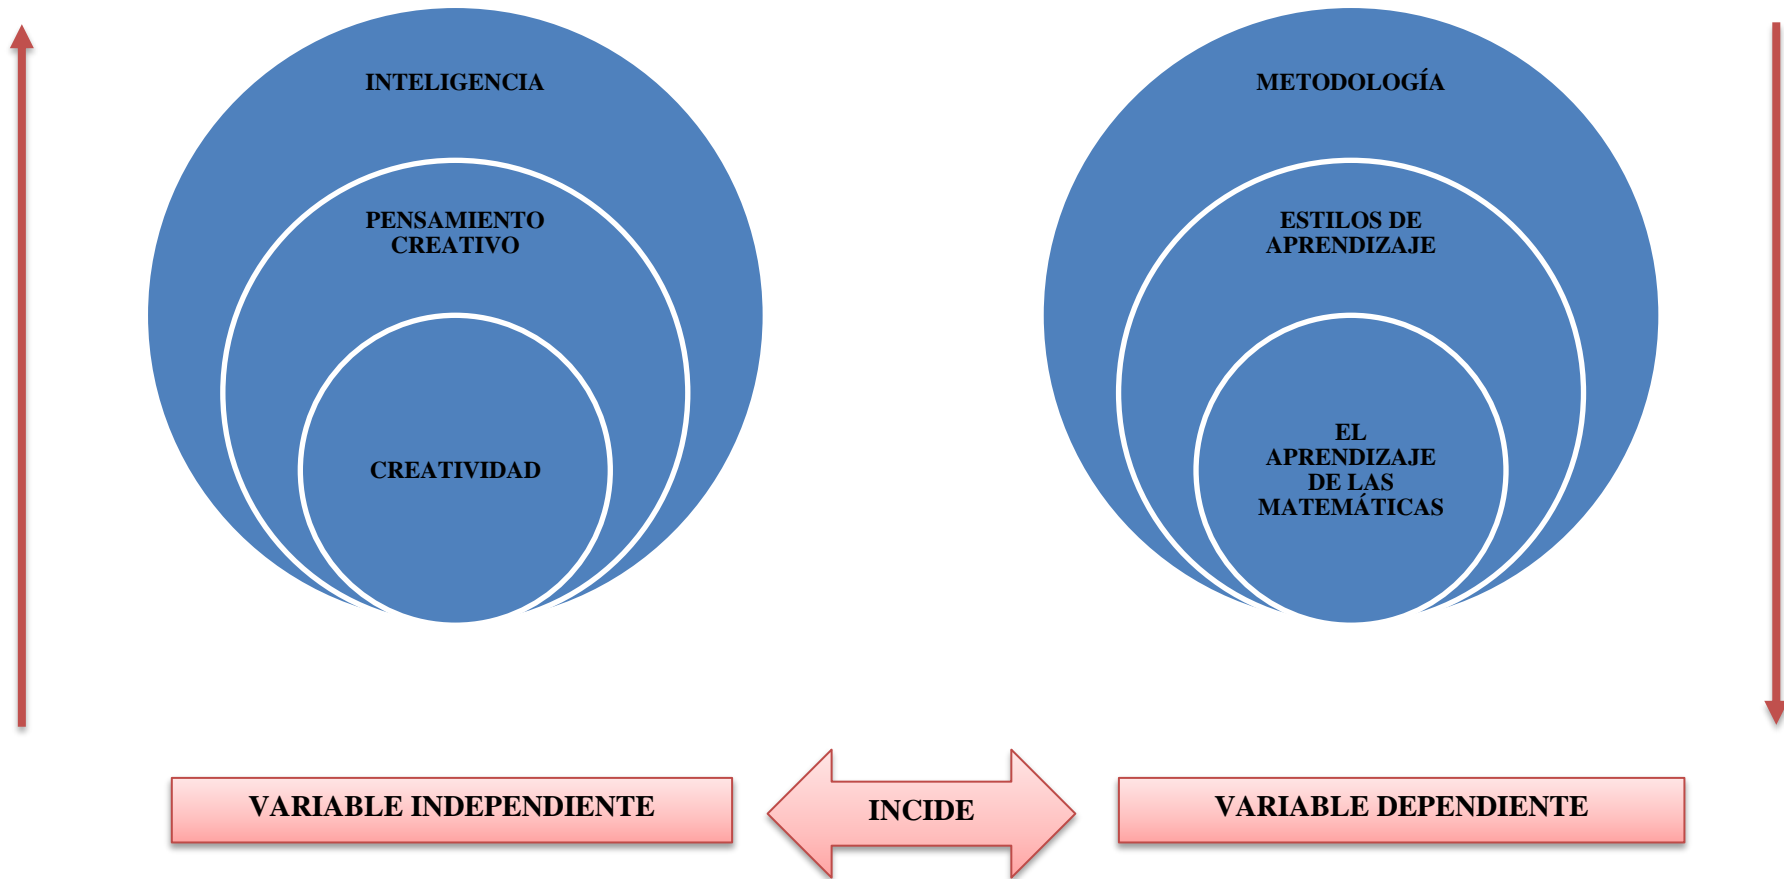 INTELIGENCIA
PENSAMIENTO
CREATIVO
CREATIVIDAD
METODOLOGÍA
ESTILOS DE
APRENDIZAJE
EL
APRENDIZAJE
DE LAS
MATEMÁTICAS
VARIABLE INDEPENDIENTE
INCIDE
VARIABLE DEPENDIENTE